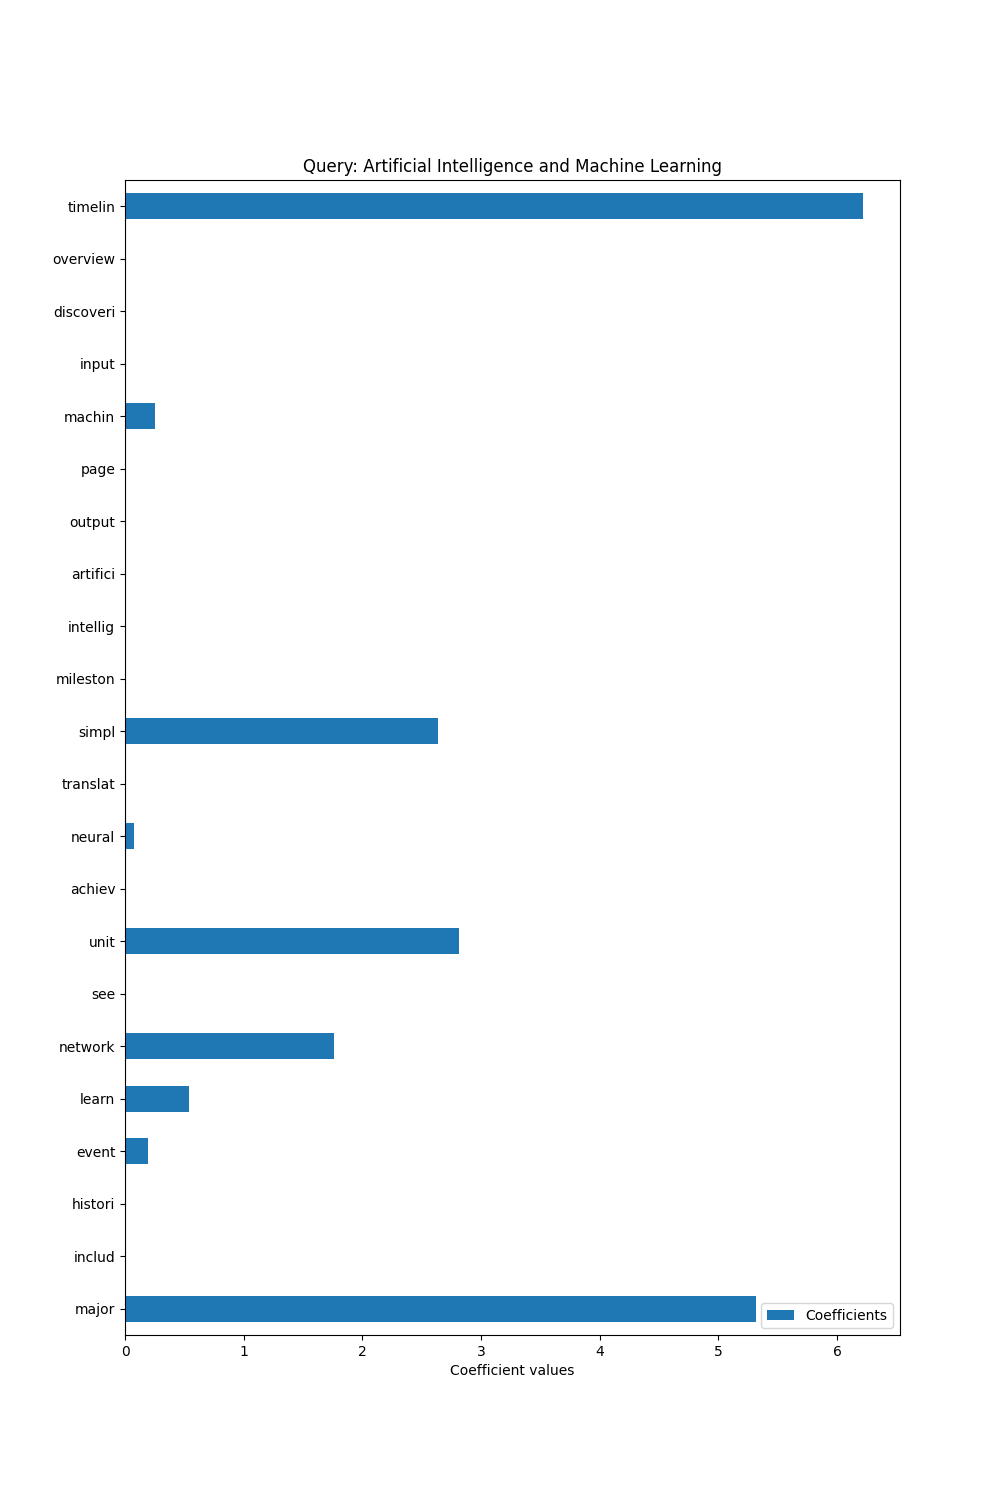 Query: Artificial Intelligence and Machine Learning
timelin
overview
discoveri
input
machin
page
output
artifici
intellig
mileston
simpl
translat
neural
achiev
unit
see
network
learn
event
histori
includ
major
Coefficients
0 1 2 3 4 5 6
Coefficient values